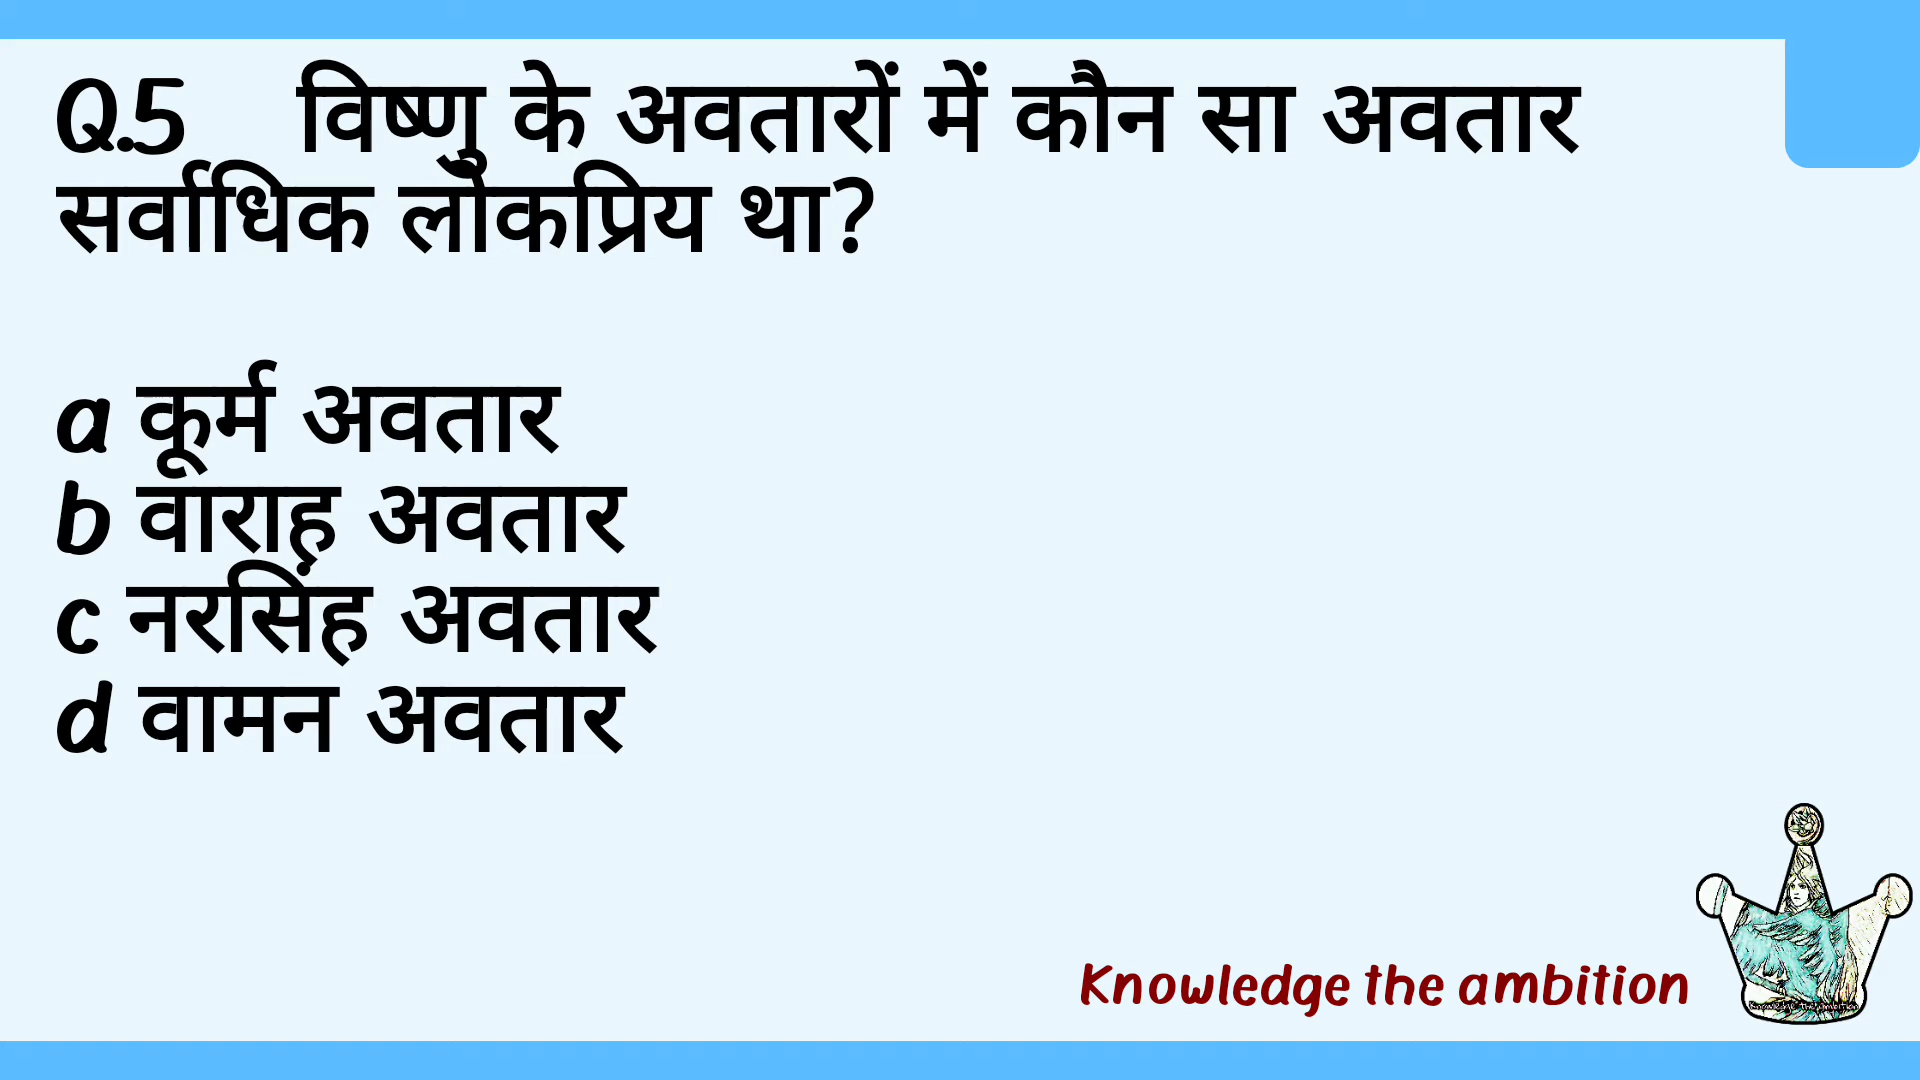 Q.5 विष्णु के अवतारों में कौन सा अवतार
सर्वाधिक लोकप्रिय था?
a कूर्म अवतार
b वाराह अवतार
c नरसिंह अवतार
d वामन अवतार
Knowledge the ambition